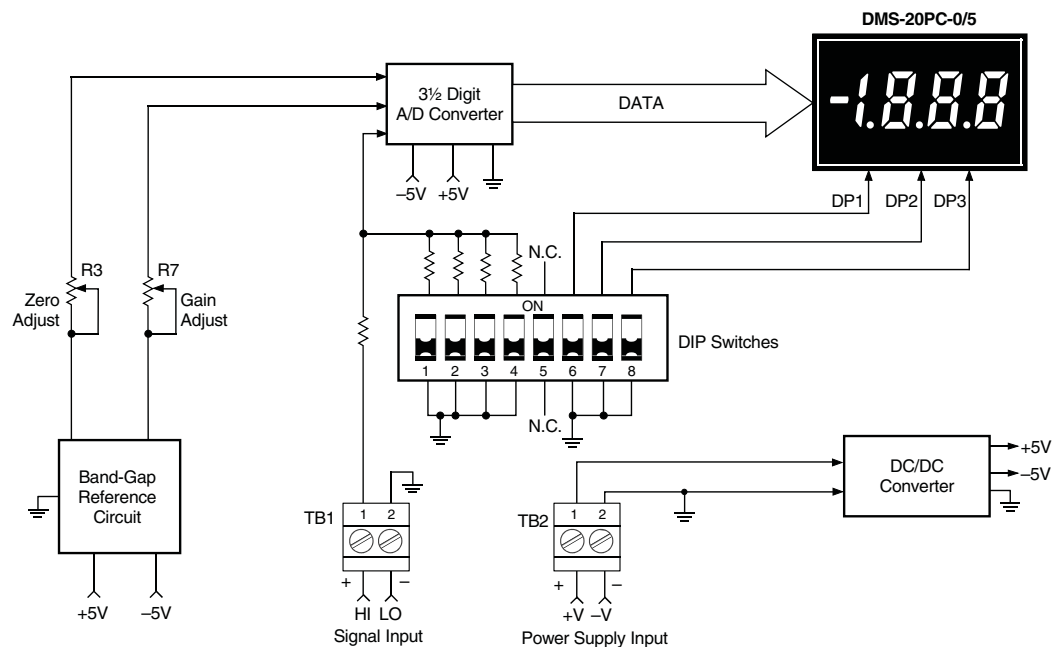 DMS-20PC-0/5
3½ Digit
A/D Converter
DATA
-1.8.8.8
–5V
+5V
DP1
DP2
DP3
R3
R7
Zero
Adjust
Gain
Adjust
N.C.
ON
DIP Switches
1 2 3 4 5 6 7 8
N.C.
Band-Gap
Reference
Circuit
+5V
–5V
TB1
1 2
+ –
HI LO
Signal Input
TB2
1 2
+ –
+V –V
Power Supply Input
DC/DC
Converter
+5V
–5V